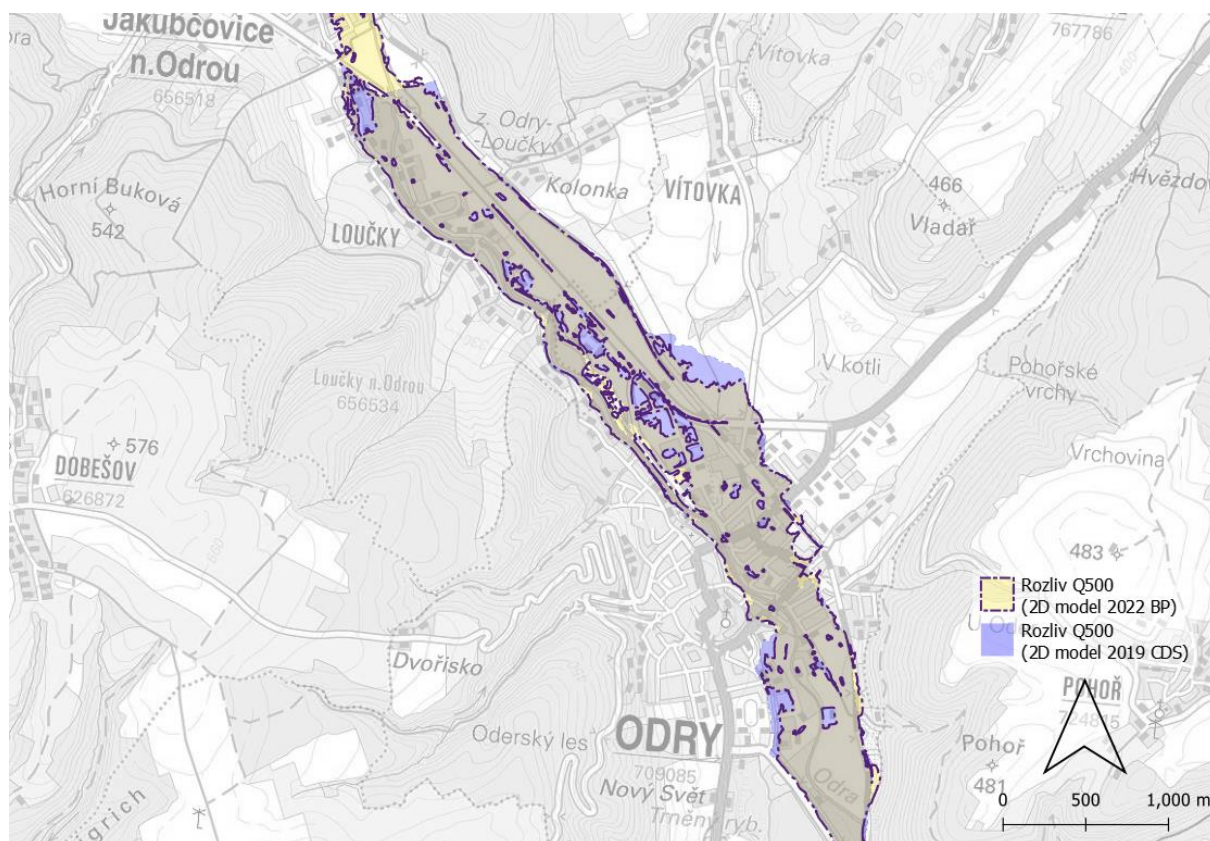 Jakubčovice
n.Odrou
656518
Vítovka
767786
z. Odry-
Loučky
Kolonka
VÍTOVKA
Horní Buková
542
LOUČKY
466
Vladař
Hvězdov
320
V kotli
Pohořské
vrchy
Loučky n.Odrou
656534
576
DOBEŠOV
626872
Vrchovina
483
Rozliv Q500
(2D model 2022 BP)
Rozliv Q500
(2D model 2019 CDS)
Dvořisko
POHOŘ
Oderský les
ODRY
709085
Nový Svět
Trněný ryb.
Odra
Pohoř
481
0 500 1,000 m